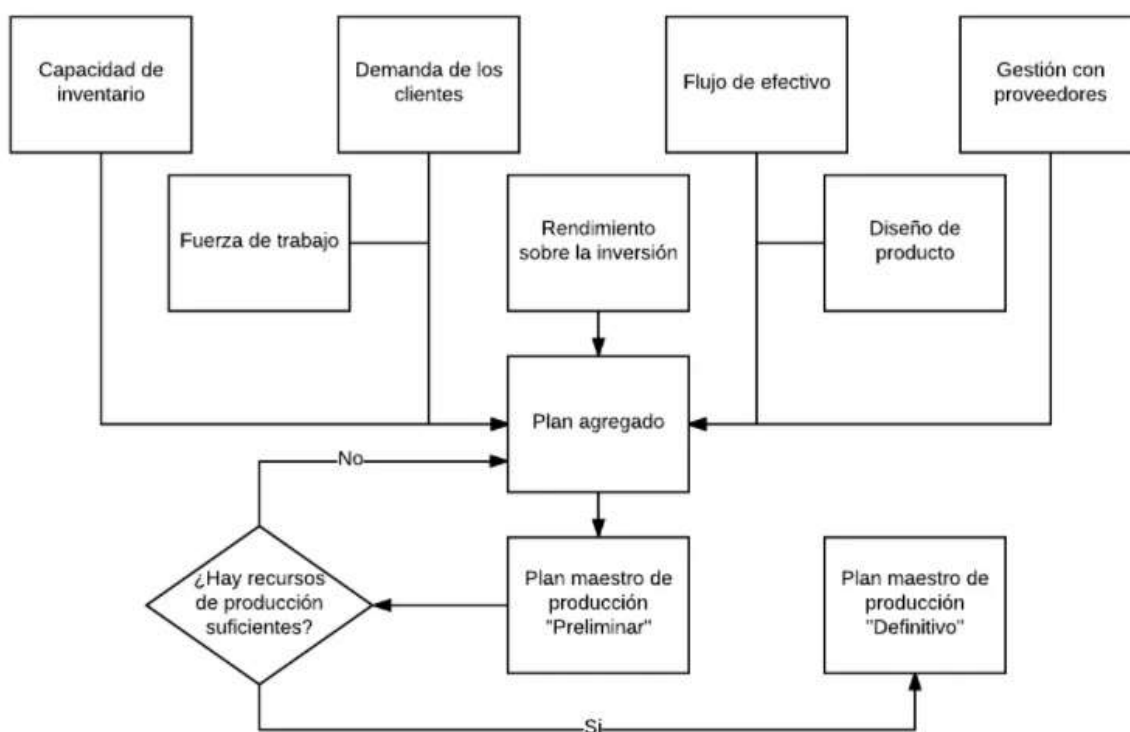 Capacidad de
inventario
Demanda de los
clientes
Flujo de efectivo
Gestión con
proveedores
Fuerza de trabajo
Rendimiento
sobre la inversión
Diseño de
producto
Plan agregado
No
¿Hay recursos
de producción
suficientes?
Plan maestro de
producción
"Preliminar"
Plan maestro de
producción
"Definitivo"
Si